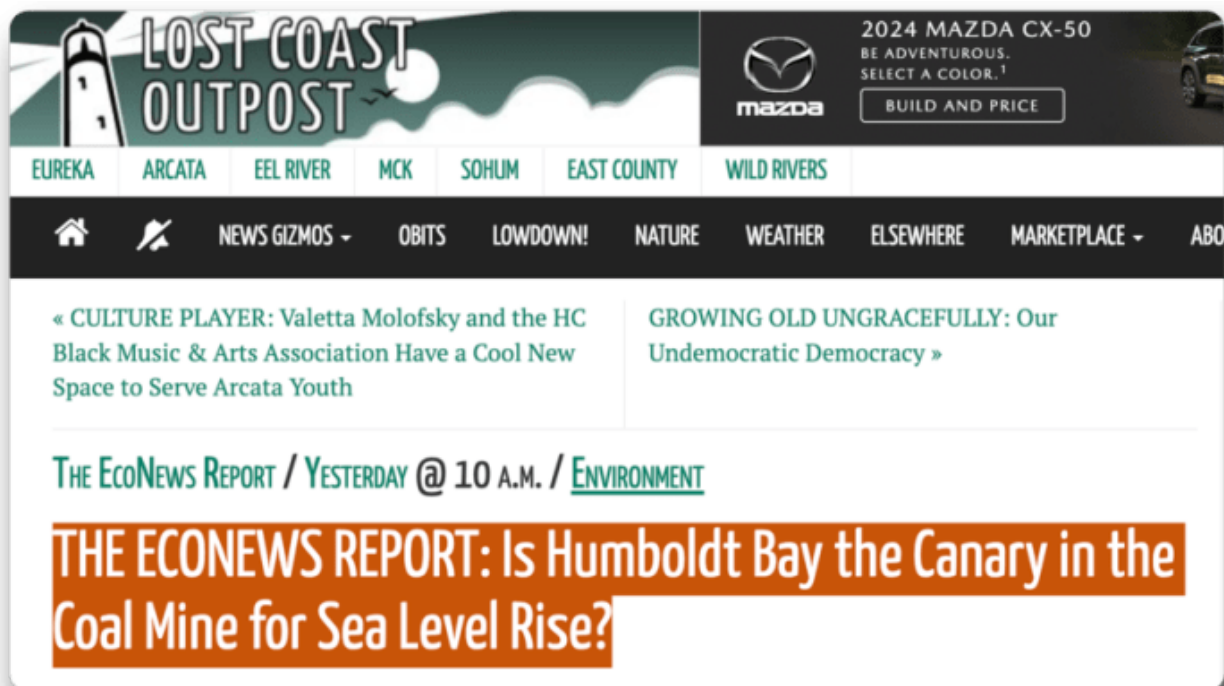 LOST COAST
OUTPOST
mazda
2024 MAZDA CX-50
BE ADVENTUROUS.
SELECT A COLOR.¹
BUILD AND PRICE
EUREKA ARCATA EEL RIVER MCK SOHUM EAST COUNTY WILD RIVERS
NEWS GIZMOS OBITS LOWDOWN! NATURE WEATHER ELSEWHERE MARKETPLACE ABO
« CULTURE PLAYER: Valetta Molofsky and the HC
Black Music & Arts Association Have a Cool New
Space to Serve Arcata Youth
GROWING OLD UNGRACEFULLY: Our
Undemocratic Democracy »
THE ECONEWS REPORT / YESTERDAY @ 10 A.M. / ENVIRONMENT
THE ECONEWS REPORT: Is Humboldt Bay the Canary in the
Coal Mine for Sea Level Rise?